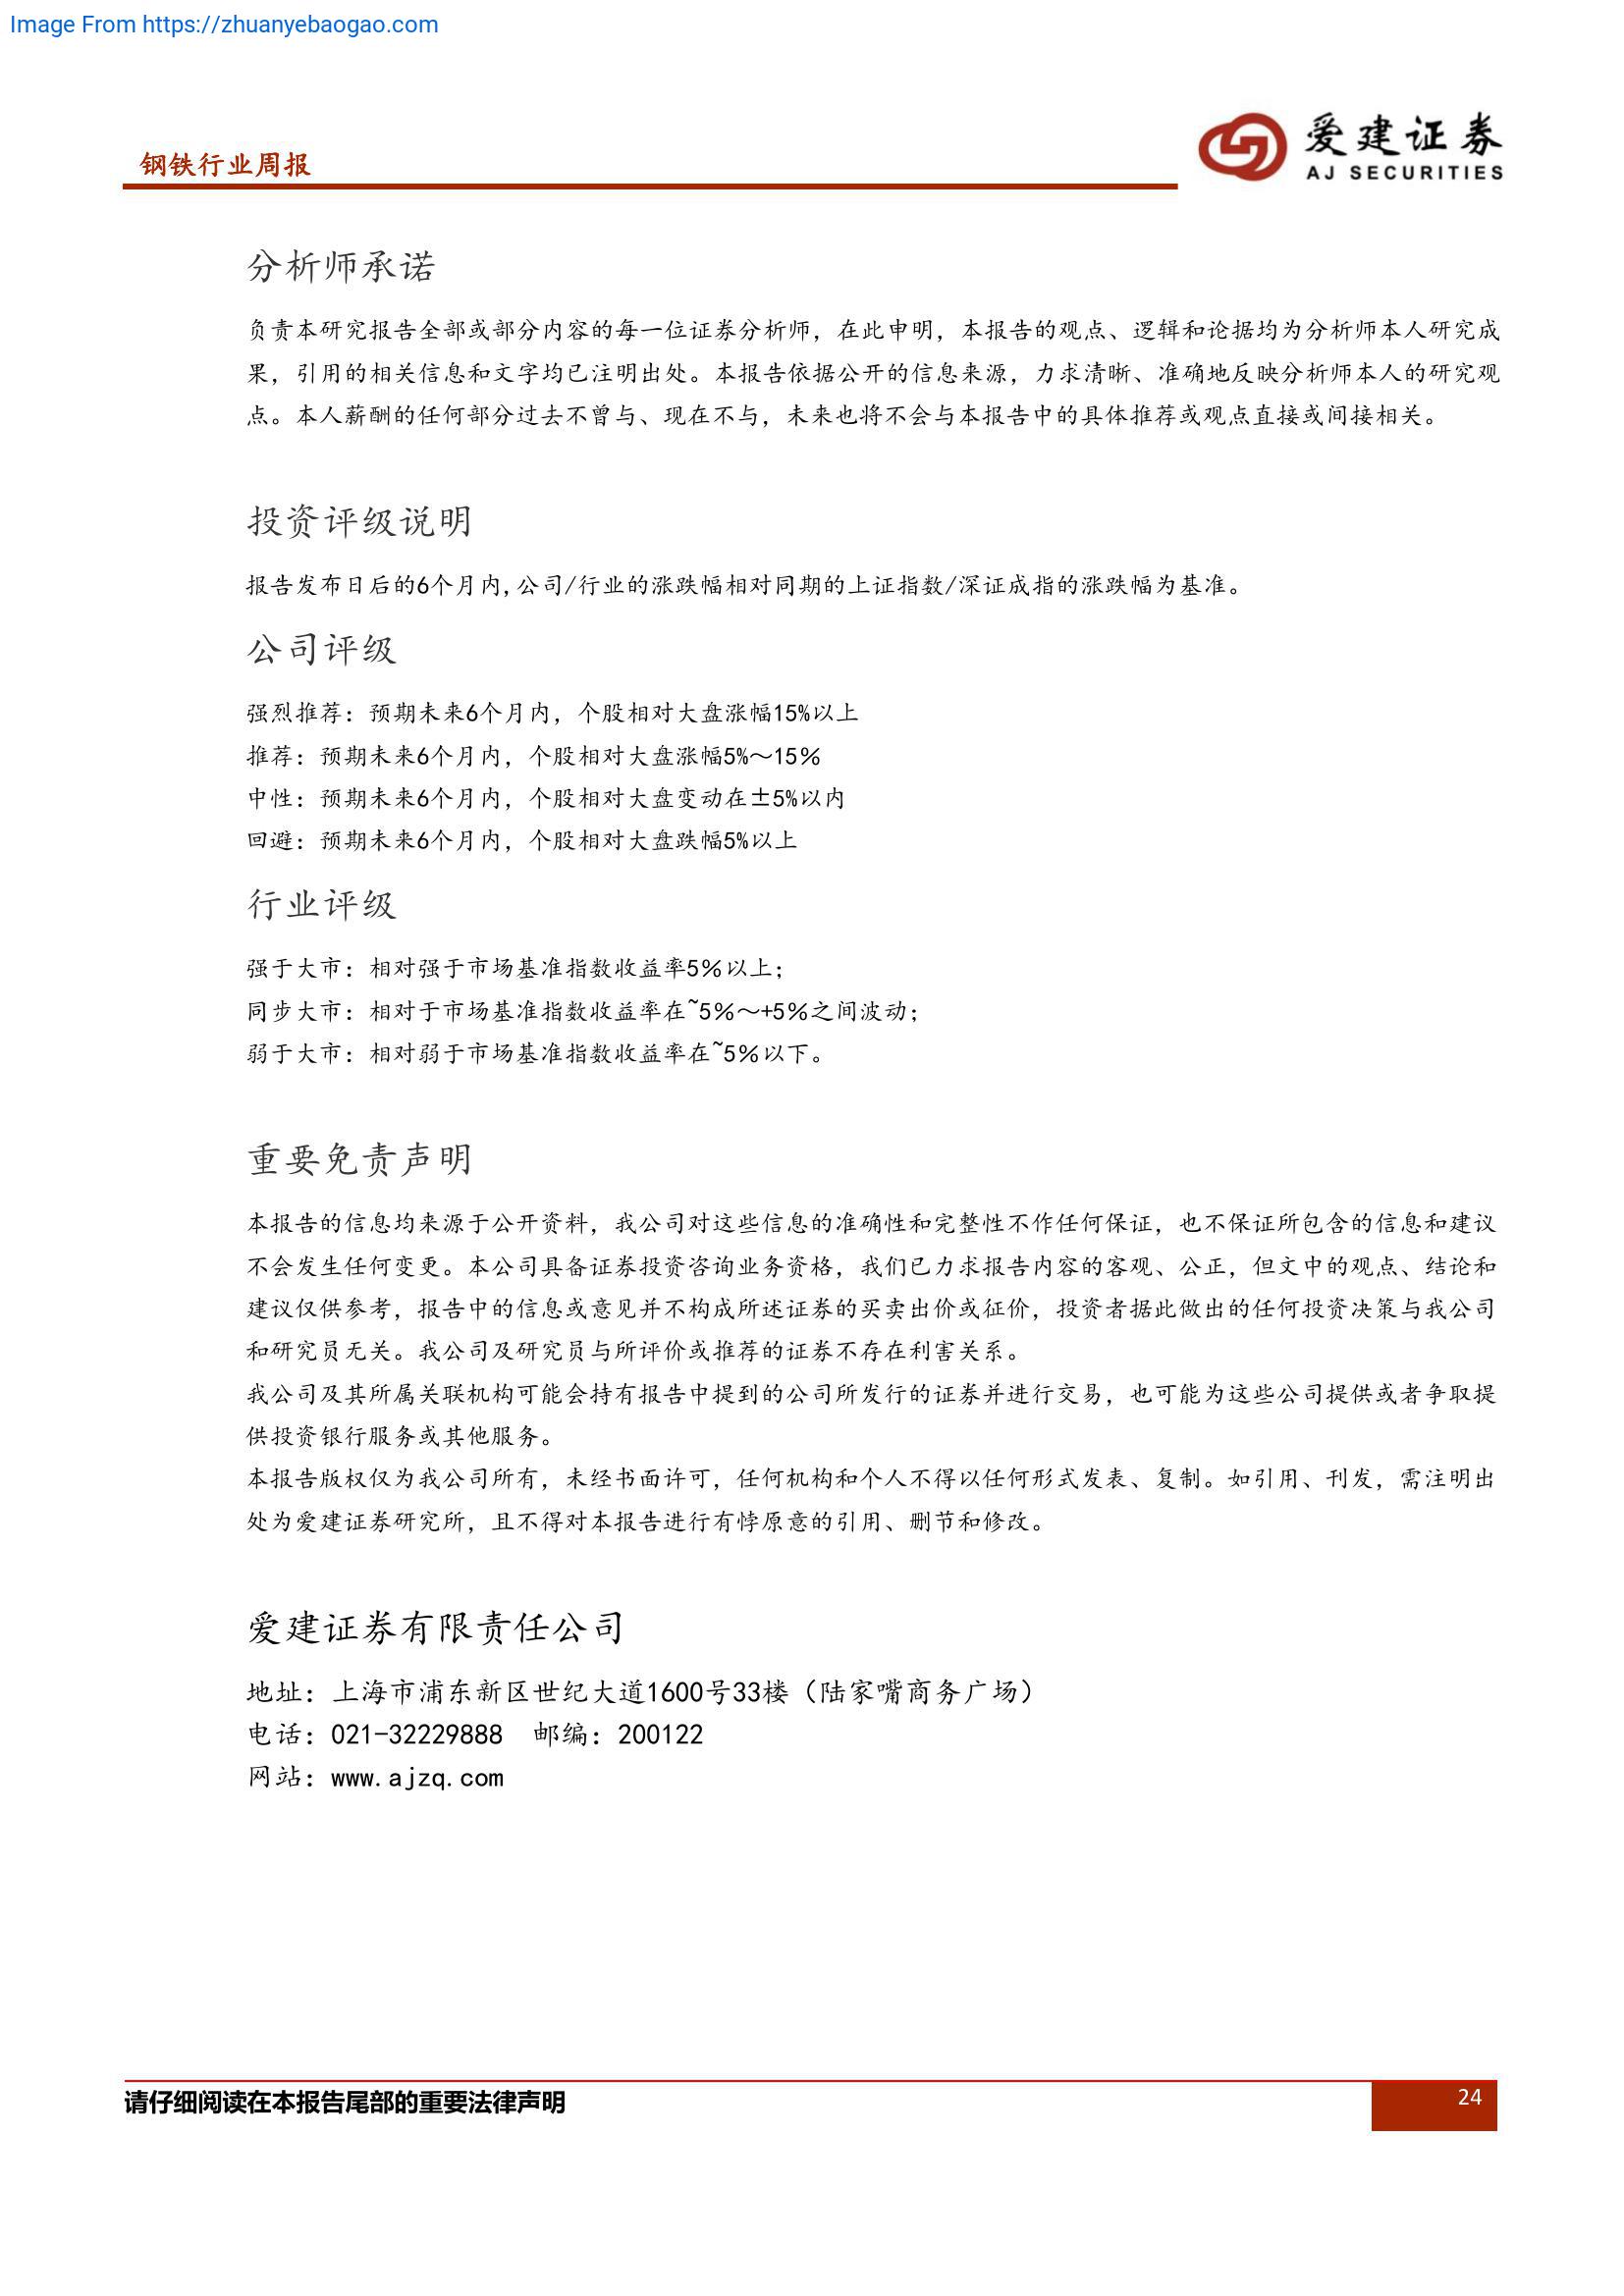 Image From https://zhuanyebaogao.com
钢铁行业周报
爱建证券
AJ SECURITIES
分析师承诺
负责本研究报告全部或部分内容的每一位证券分析师，在此申明，本报告的观点、逻辑和论据均为分析师本人研究成
果，引用的相关信息和文字均已注明出处。本报告依据公开的信息来源，力求清晰、准确地反映分析师本人的研究观
点。本人薪酬的任何部分过去不曾与、现在不与，未来也将不会与本报告中的具体推荐或观点直接或间接相关。
投资评级说明
报告发布日后的6个月内,公司/行业的涨跌幅相对同期的上证指数/深证成指的涨跌幅为基准。
公司评级
强烈推荐：预期未来6个月内，个股相对大盘涨幅15%以上
推荐：预期未来6个月内，个股相对大盘涨幅5%～15％
中性：预期未来6个月内，个股相对大盘变动在±5%以内
回避：预期未来6个月内，个股相对大盘跌幅5%以上
行业评级
强于大市：相对强于市场基准指数收益率5％以上；
同步大市：相对于市场基准指数收益率在~5％～+5％之间波动；
弱于大市：相对弱于市场基准指数收益率在~5％以下。
重要免责声明
本报告的信息均来源于公开资料，我公司对这些信息的准确性和完整性不作任何保证，也不保证所包含的信息和建议
不会发生任何变更。本公司具备证券投资咨询业务资格，我们已力求报告内容的客观、公正，但文中的观点、结论和
建议仅供参考，报告中的信息或意见并不构成所述证券的买卖出价或征价，投资者据此做出的任何投资决策与我公司
和研究员无关。我公司及研究员与所评价或推荐的证券不存在利害关系。
我公司及其所属关联机构可能会持有报告中提到的公司所发行的证券并进行交易，也可能为这些公司提供或者争取提
供投资银行服务或其他服务。
本报告版权仅为我公司所有，未经书面许可，任何机构和个人不得以任何形式发表、复制。如引用、刊发，需注明出
处为爱建证券研究所，且不得对本报告进行有悖原意的引用、删节和修改。
爱建证券有限责任公司
地址：上海市浦东新区世纪大道1600号33楼（陆家嘴商务广场）
电话：021-32229888 邮编：200122
网站：www.ajzq.com
请仔细阅读在本报告尾部的重要法律声明
24